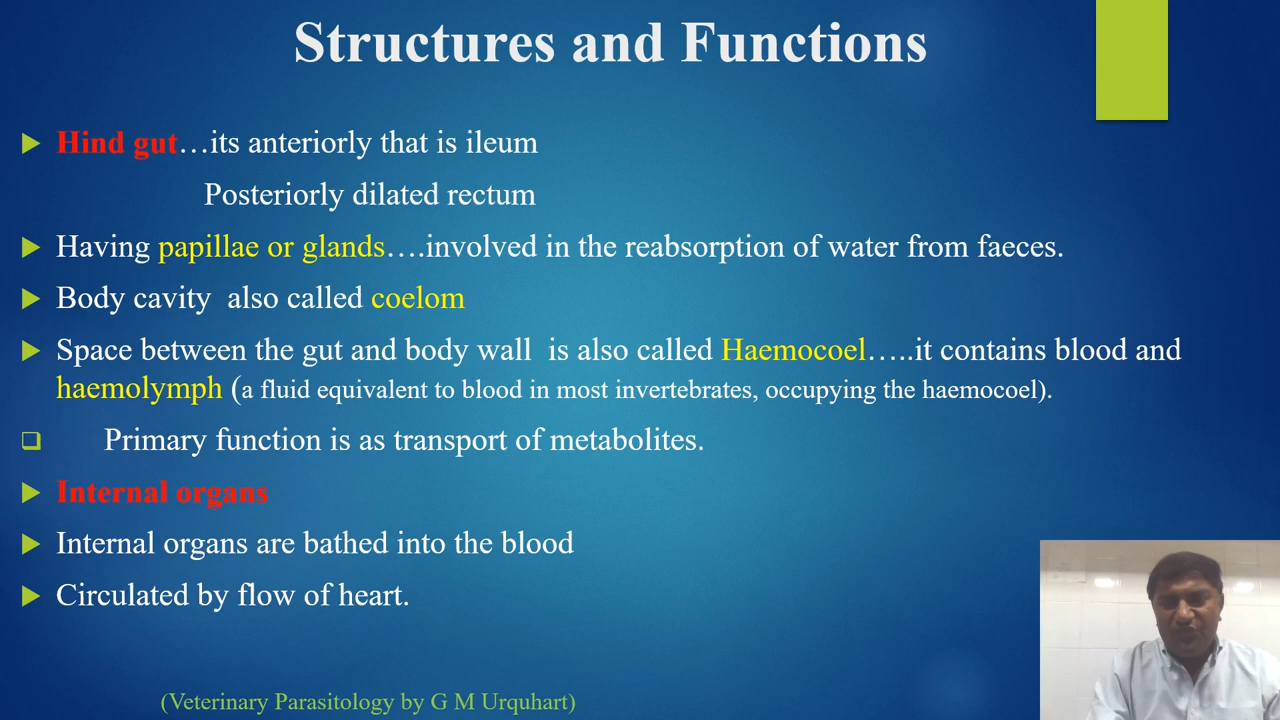 Structures and Functions
Hind gut…its anteriorly that is ileum
Posteriorly dilated rectum
Having papillae or glands….involved in the reabsorption of water from faeces.
Body cavity  also called coelom
Space between the gut and body wall  is also called Haemocoel…..it contains blood and
haemolymph (a fluid equivalent to blood in most invertebrates, occupying the haemocoel).
Primary function is as transport of metabolites.
Internal organs
Internal organs are bathed into the blood
Circulated by flow of heart.
(Veterinary Parasitology by G M Urquhart)